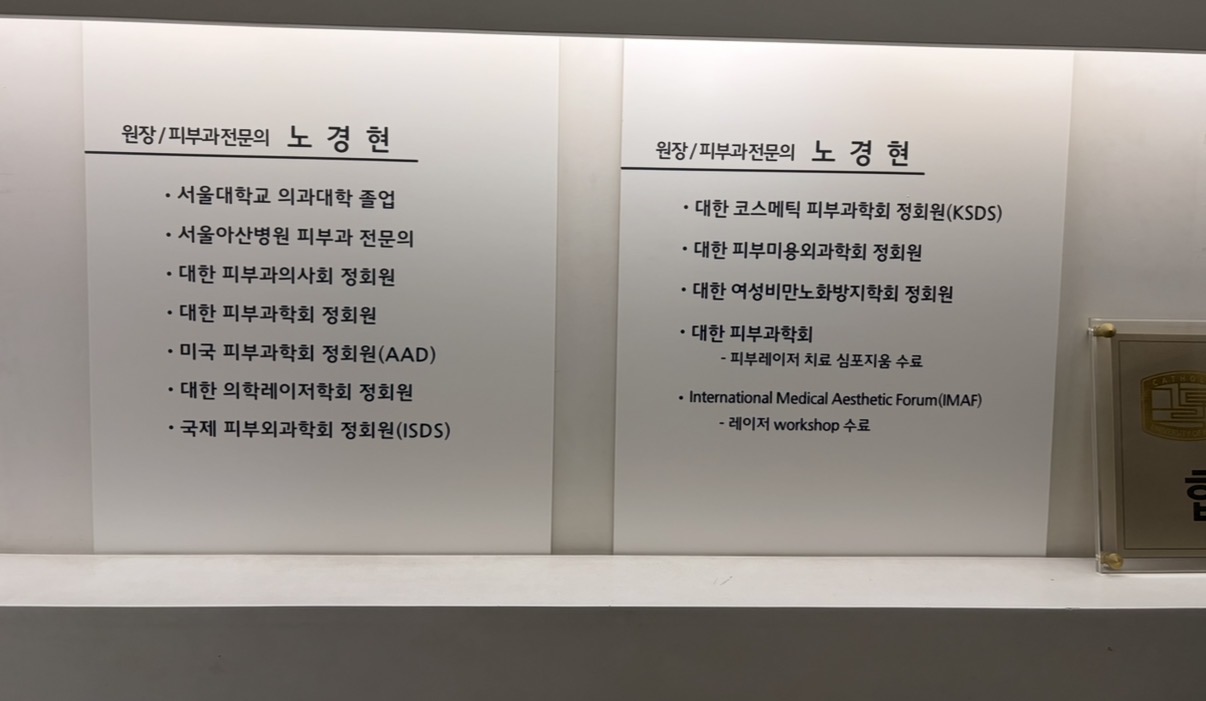 원장/피부과전문의 노 경 현
• 서울대학교 의과대학 졸업
• 서울아산병원 피부과 전문의
• 대한 피부과의사회 정회원
• 대한 피부과학회 정회원
• 미국 피부과학회 정회원(AAD)
• 대한 의학레이저학회 정회원
• 국제 피부외과학회 정회원(ISDS)
원장/피부과전문의 노 경 현
• 대한 코스메틱 피부과학회 정회원(KSDS)
• 대한 피부미용외과학회 정회원
• 대한 여성비만노화방지학회 정회원
• 대한 피부과학회
- 피부레이저 치료 심포지움 수료
• International Medical Aesthetic Forum(IMAF)
- 레이저 workshop 수료